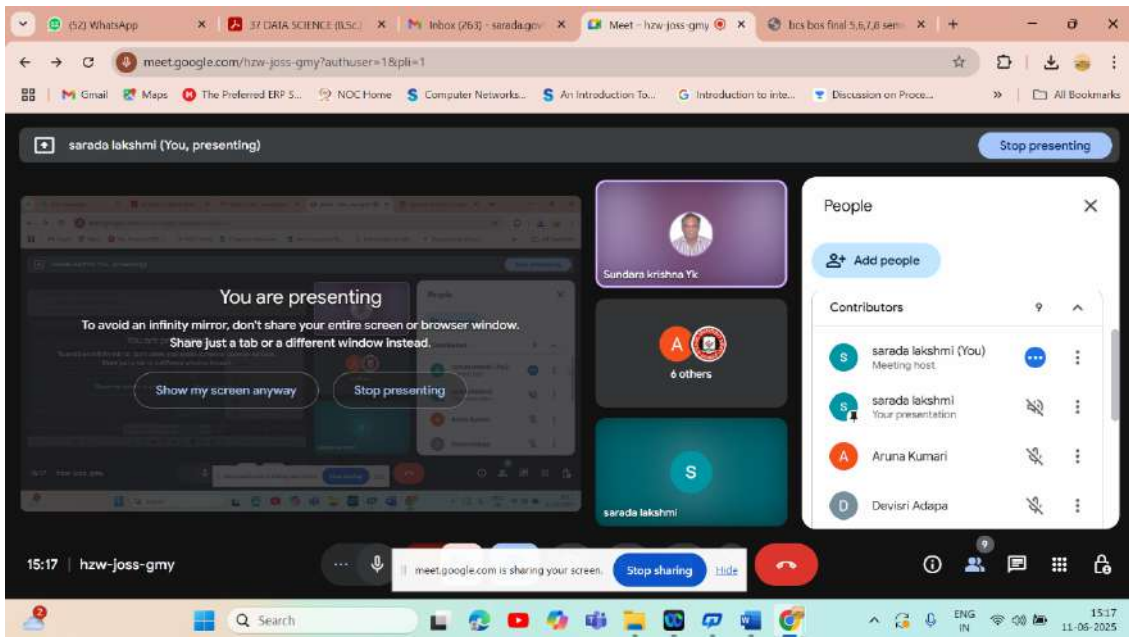 (52) WhatsApp
37 DATA SCIENCE (B.Sc.)
Inbox (263) - sarada.gov
Meet - hzw-joss-gmy
bcs bos final 5,6,7,8 sem
meet.google.com/hzw-joss-gmy?authuser=1&pli=1
Gmail
Maps
The Preferred ERP S...
NOC Home
Computer Networks...
An Introduction To...
Introduction to inte...
Discussion on Proce...
All Bookmarks
sarada lakshmi (You, presenting)
Stop presenting
You are presenting
To avoid an infinity mirror, don't share your entire screen or browser window.
Share just a tab or a different window instead.
Show my screen anyway
Stop presenting
Sundara krishna Yk
A
6 others
S
sarada lakshmi
People
Add people
Contributors
9
S
sarada lakshmi (You)
Meeting host
S
sarada lakshmi
Your presentation
A
Aruna Kumari
D
Devisri Adapa
15:17 | hzw-joss-gmy
meet.google.com is sharing your screen.
Stop sharing
Hide
9
2
Search
ENG
IN
15:17
11-06-2025